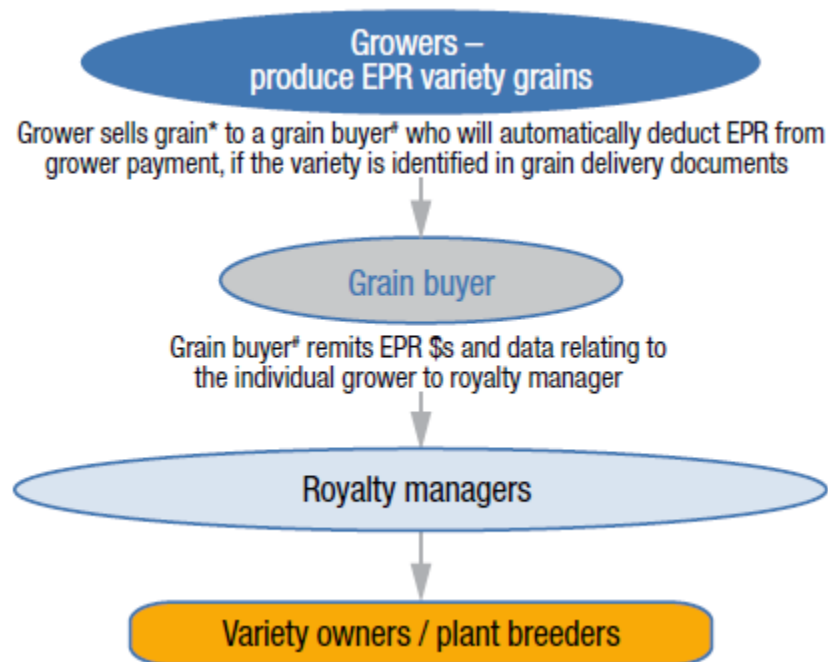 Growers –
produce EPR variety grains
Grower sells grain* to a grain buyer# who will automatically deduct EPR from
grower payment, if the variety is identified in grain delivery documents
Grain buyer
Grain buyer# remits EPR $s and data relating to
the individual grower to royalty manager
Royalty managers
Variety owners / plant breeders